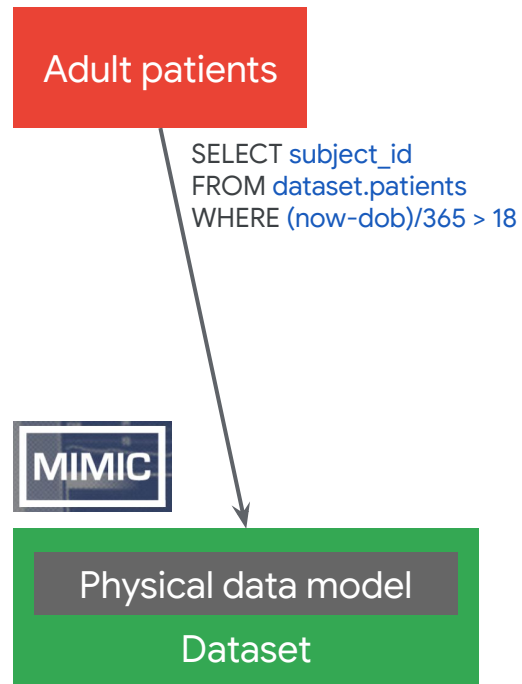 Adult patients
SELECT subject_id
FROM dataset.patients
WHERE (now-dob)/365 > 18
MIMIC
Physical data model
Dataset